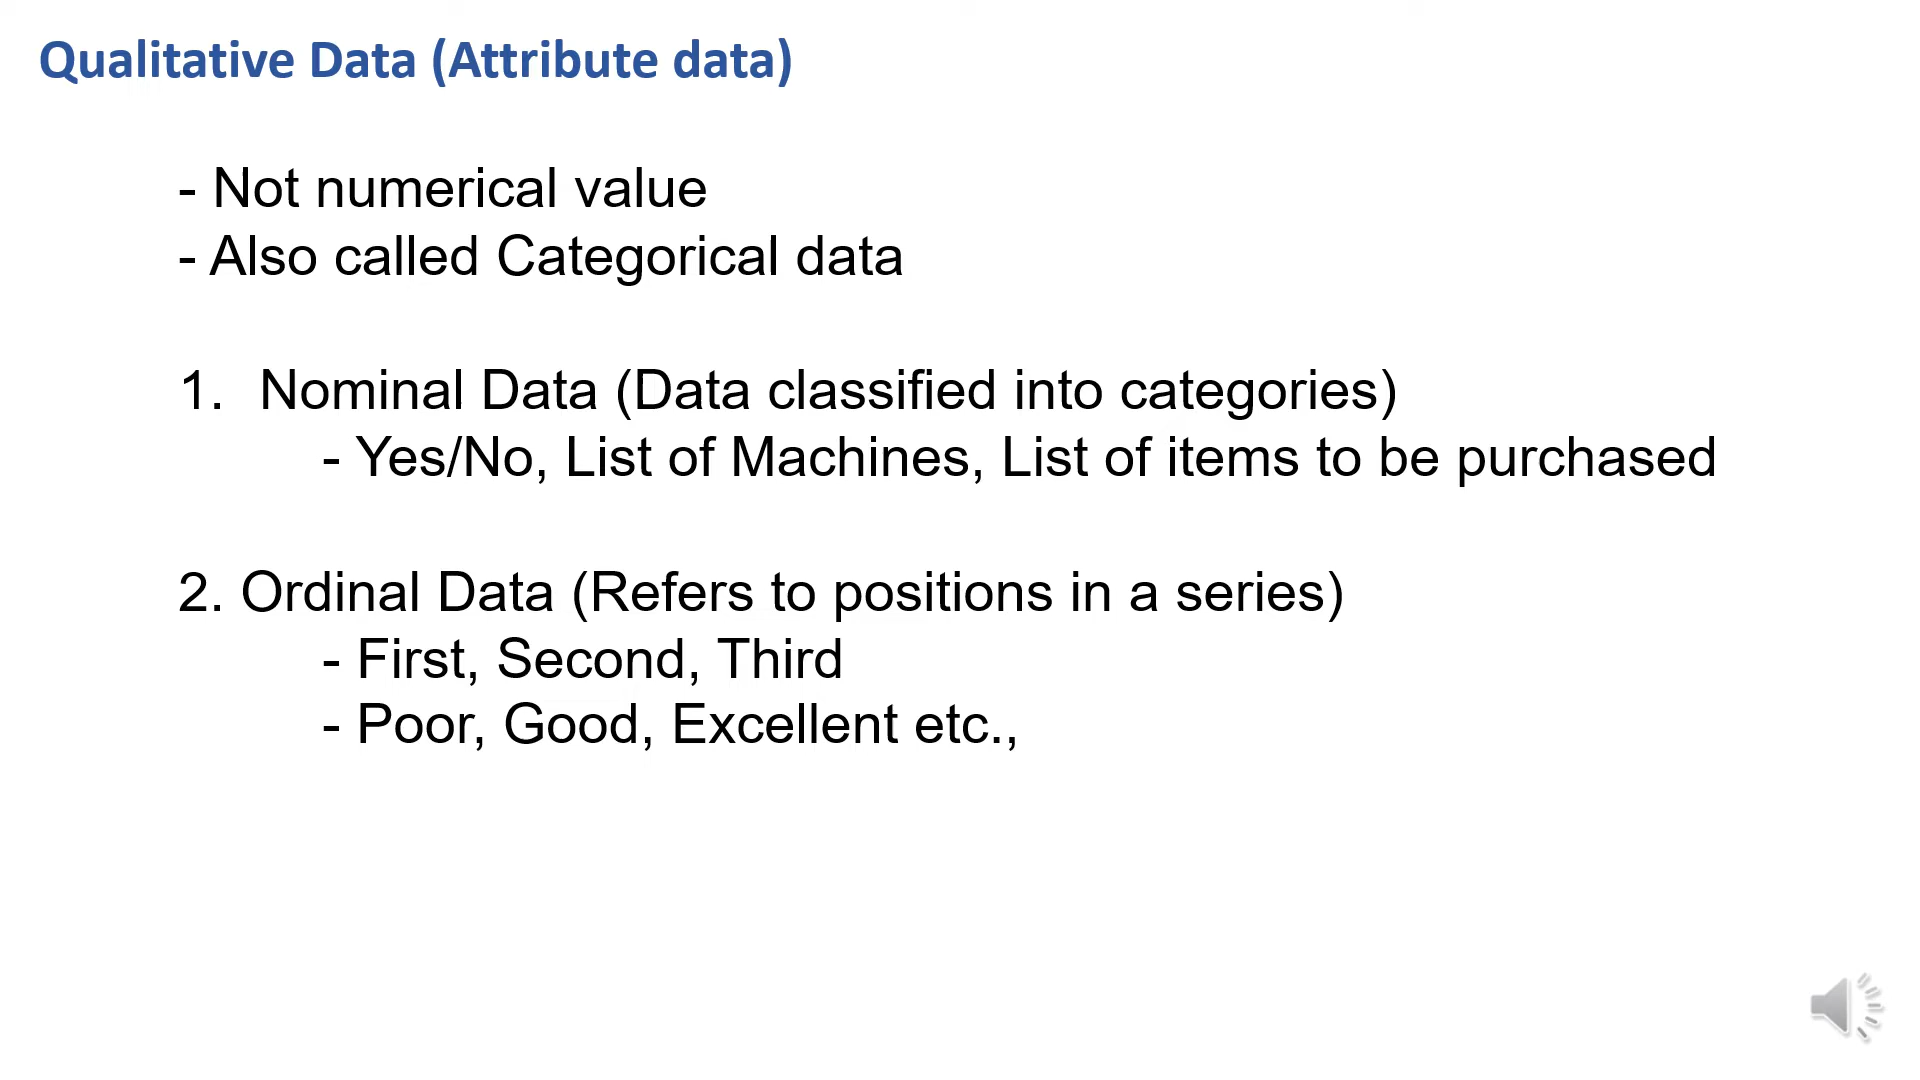 Qualitative Data (Attribute data)
- Not numerical value
- Also called Categorical data
1. Nominal Data (Data classified into categories)
- Yes/No, List of Machines, List of items to be purchased
2. Ordinal Data (Refers to positions in a series)
- First, Second, Third
- Poor, Good, Excellent etc.,